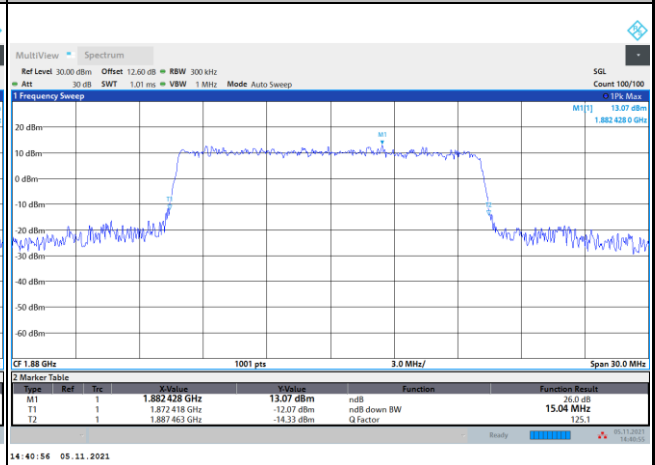 MultiView Spectrum
Ref Level 30.00 dBm Offset 12.60 dB RBW 300 kHz SGL
Att 30 dB SWT 1.01 ms VBW 1 MHz Mode Auto Sweep Count 100/100
1 Frequency Sweep 1Pk Max
M1[1] 13.07 dBm
1.882 428 0 GHz
M1
20 dBm
10 dBm
0 dBm
T1 T2
-10 dBm
-20 dBm
-30 dBm
-40 dBm
-50 dBm
-60 dBm
CF 1.88 GHz 1001 pts 3.0 MHz/ Span 30.0 MHz
2 Marker Table
Type Ref Trc X-Value Y-Value Function Function Result
M1 1 1.882 428 GHz 13.07 dBm ndB 26.0 dB
T1 1 1.872 418 GHz -12.07 dBm ndB down BW 15.04 MHz
T2 1 1.887 463 GHz -14.33 dBm Q Factor 125.1
Ready 05.11.2021
14:40:55
14:40:56 05.11.2021